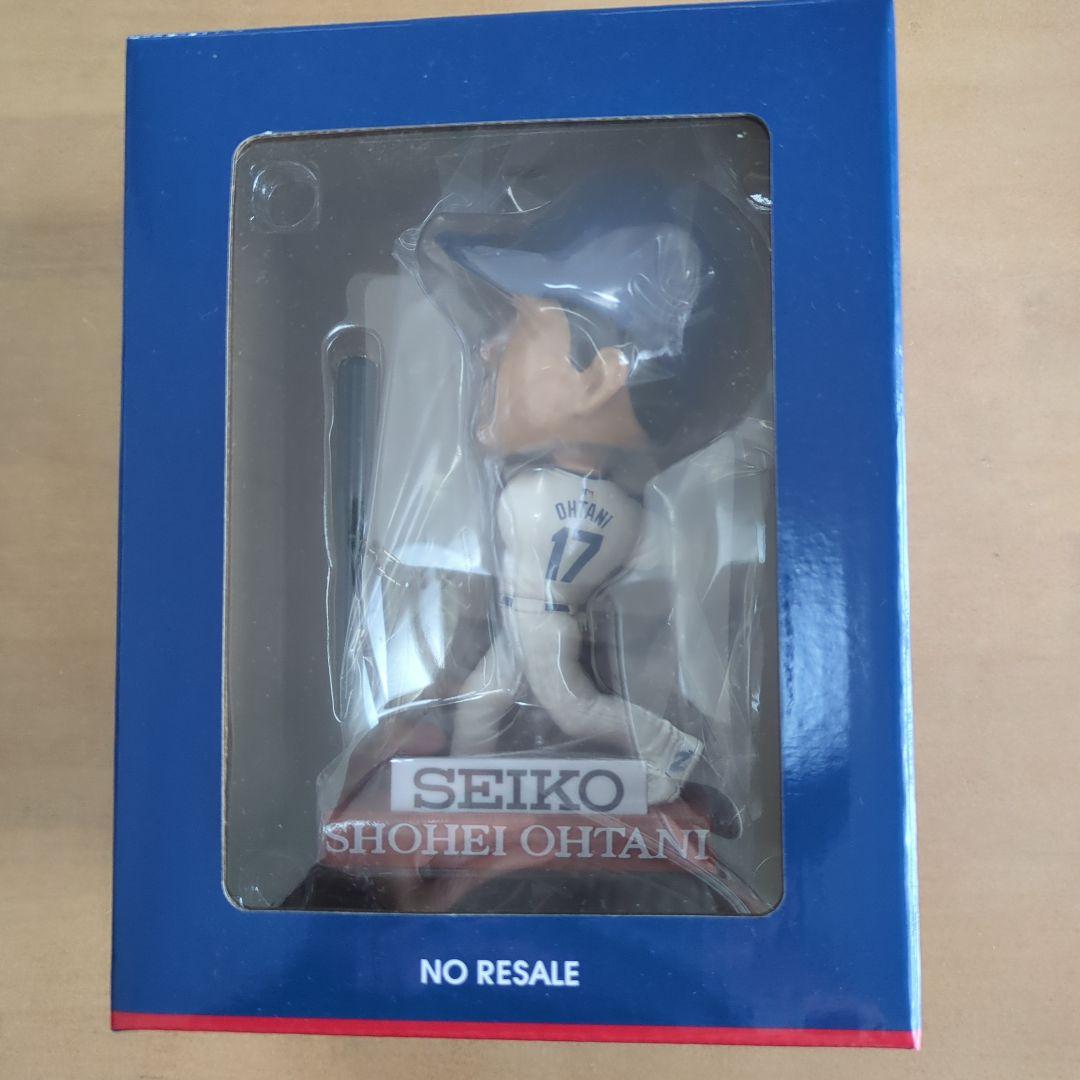 OHTANI
17
SEIKO
SHOHEI OHTANI
NO RESALE